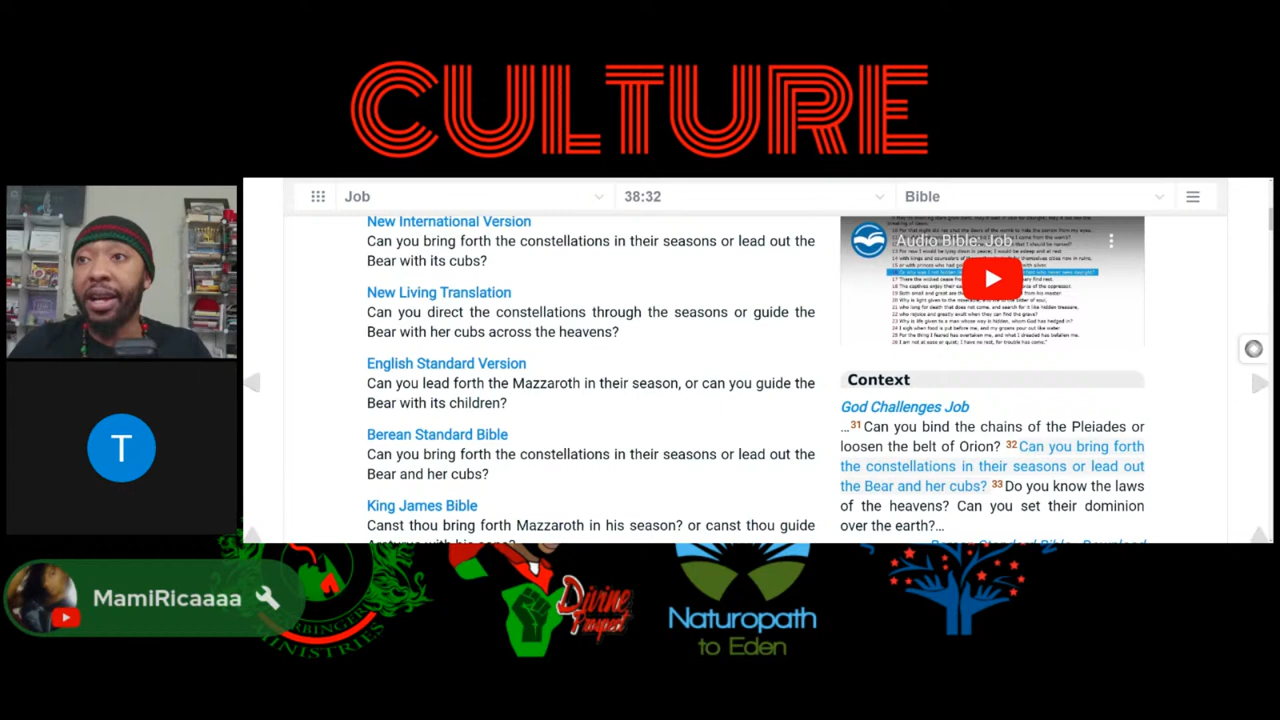 CULTURE
Job
38:32
Bible
New International Version
Can you bring forth the constellations in their seasons or lead out the
Bear with its cubs?
New Living Translation
Can you direct the constellations through the seasons or guide the
Bear with her cubs across the heavens?
English Standard Version
Can you lead forth the Mazzaroth in their season, or can you guide the
Bear with its children?
Berean Standard Bible
Can you bring forth the constellations in their seasons or lead out the
Bear and her cubs?
King James Bible
Canst thou bring forth Mazzaroth in his season? or canst thou guide
Audio Bible: Job
Context
God Challenges Job
...31Can you bind the chains of the Pleiades or
loosen the belt of Orion? 32Can you bring forth
the constellations in their seasons or lead out
the Bear and her cubs? 33Do you know the laws
of the heavens? Can you set their dominion
over the earth?...
T
MamiRicaaaa
MINISTRIES
Divine
Prospect
Naturopath
to Eden